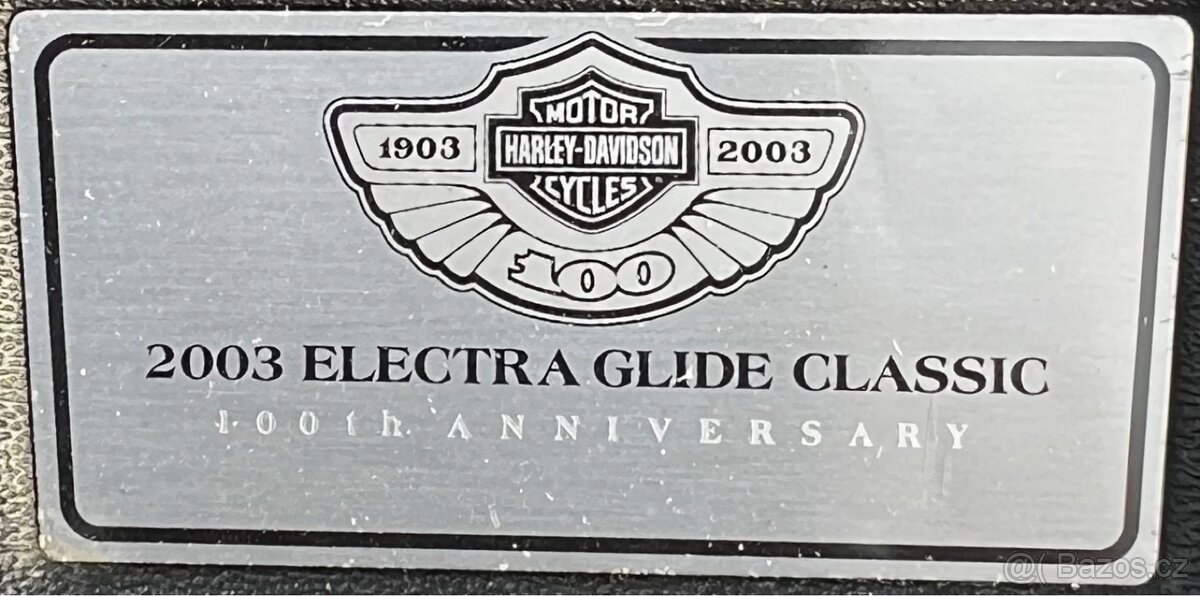 MOTOR
1903 HARLEY-DAVIDSON 2003
CYCLES
100
2003 ELECTRA GLIDE CLASSIC
100th ANNIVERSARY
@( Bazos.cz